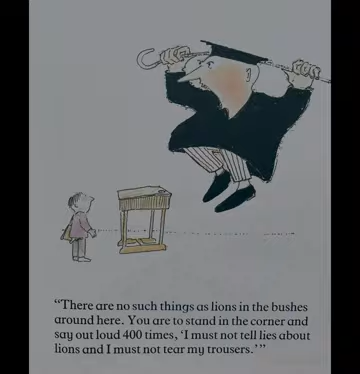 “There are no such things as lions in the bushes
around here. You are to stand in the corner and
say out loud 400 times, ‘I must not tell lies about
lions and I must not tear my trousers.’”